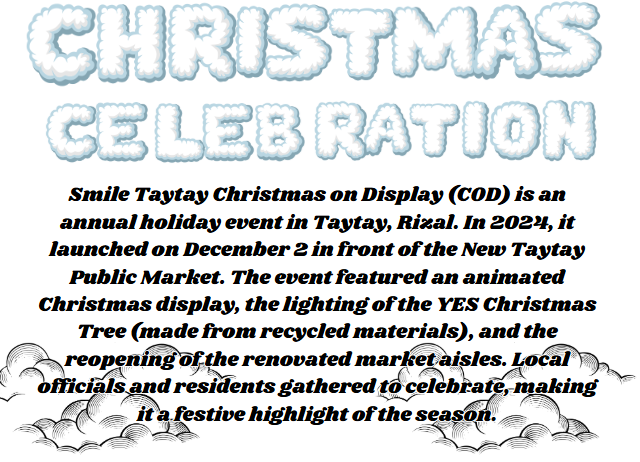 CHRISTMAS
CELEBRATION
Smile Taytay Christmas on Display (COD) is an
annual holiday event in Taytay, Rizal. In 2024, it
launched on December 2 in front of the New Taytay
Public Market. The event featured an animated
Christmas display, the lighting of the YES Christmas
Tree (made from recycled materials), and the
reopening of the renovated market aisles. Local
officials and residents gathered to celebrate, making
it a festive highlight of the season.